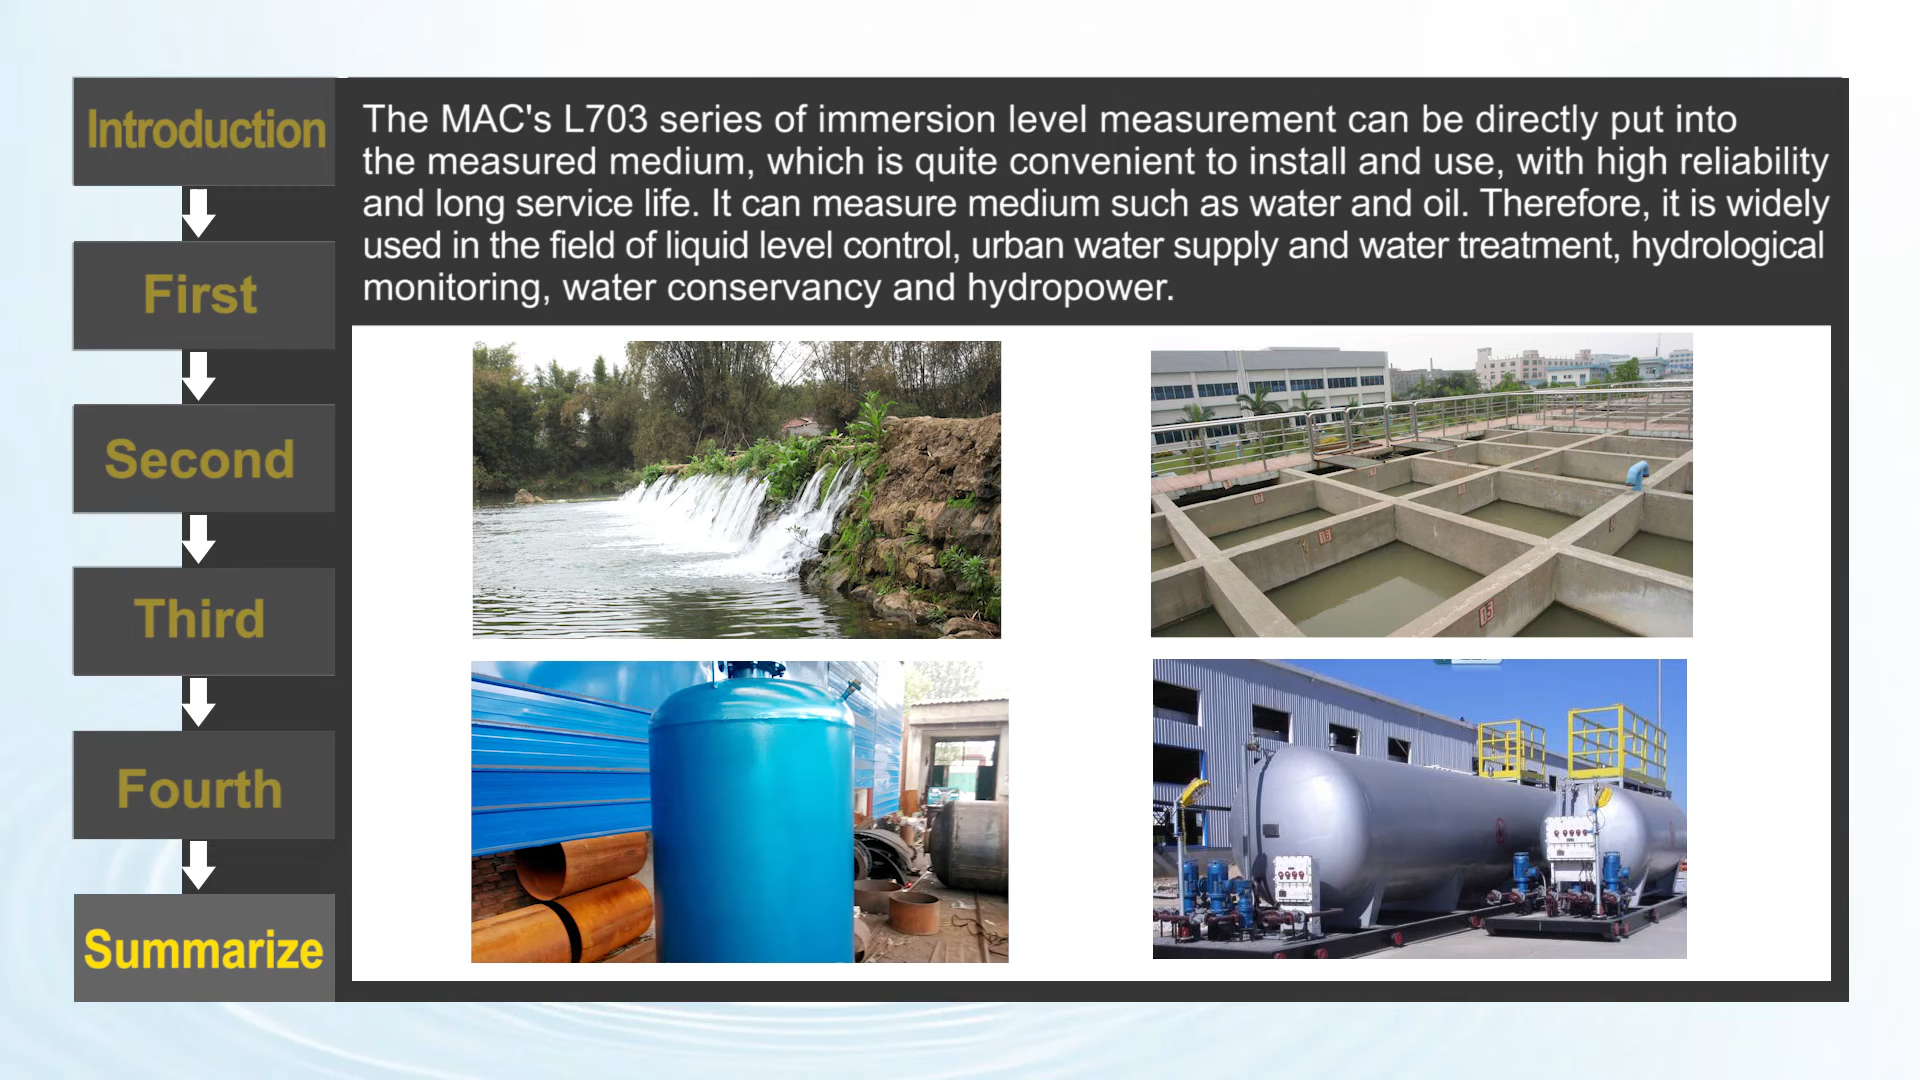 Introduction
First
Second
Third
Fourth
Summarize
The MAC's L703 series of immersion level measurement can be directly put into
the measured medium, which is quite convenient to install and use, with high reliability
and long service life. It can measure medium such as water and oil. Therefore, it is widely
used in the field of liquid level control, urban water supply and water treatment, hydrological
monitoring, water conservancy and hydropower.
15